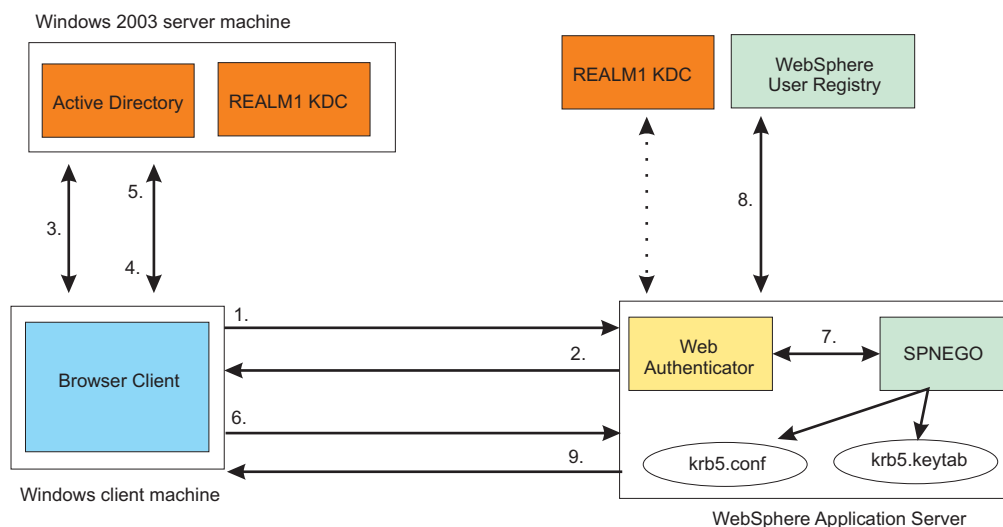 Windows 2003 server machine
Active Directory
REALM1 KDC
REALM1 KDC
WebSphere
User Registry
3.
5.
4.
8.
1.
2.
6.
9.
Browser Client
Web
Authenticator
7.
SPNEGO
krb5.conf
krb5.keytab
Windows client machine
WebSphere Application Server